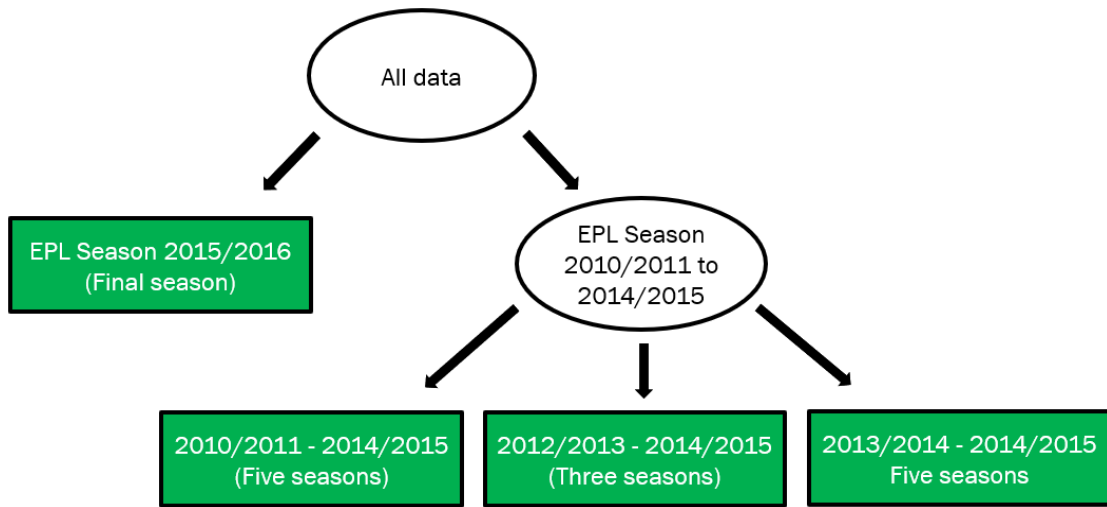 All data
EPL Season 2015/2016
(Final season)
EPL Season
2010/2011 to
2014/2015
2010/2011 - 2014/2015
(Five seasons)
2012/2013 - 2014/2015
(Three seasons)
2013/2014 - 2014/2015
Five seasons